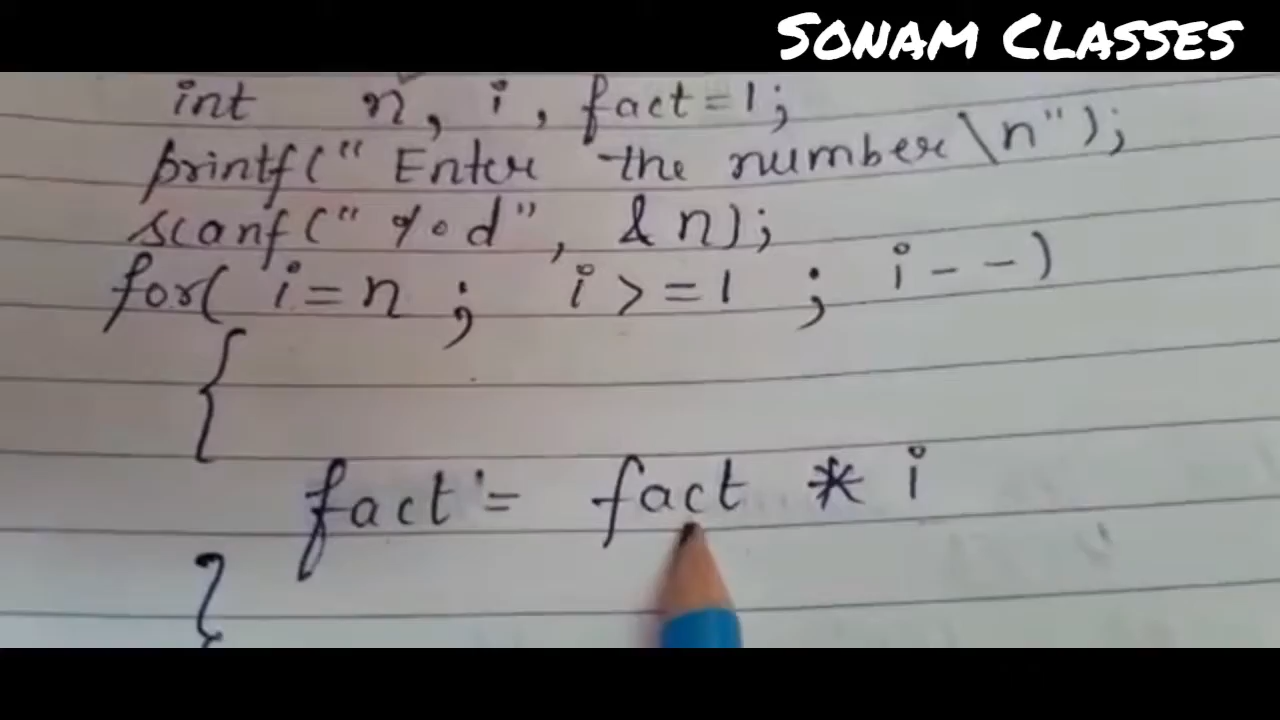 SONAM CLASSES
int n, i, fact=1;
printf(" Enter the number\n");
scanf(" %d", &n);
for( i=n ; i>=1 ; i--)
{
fact = fact * i
}